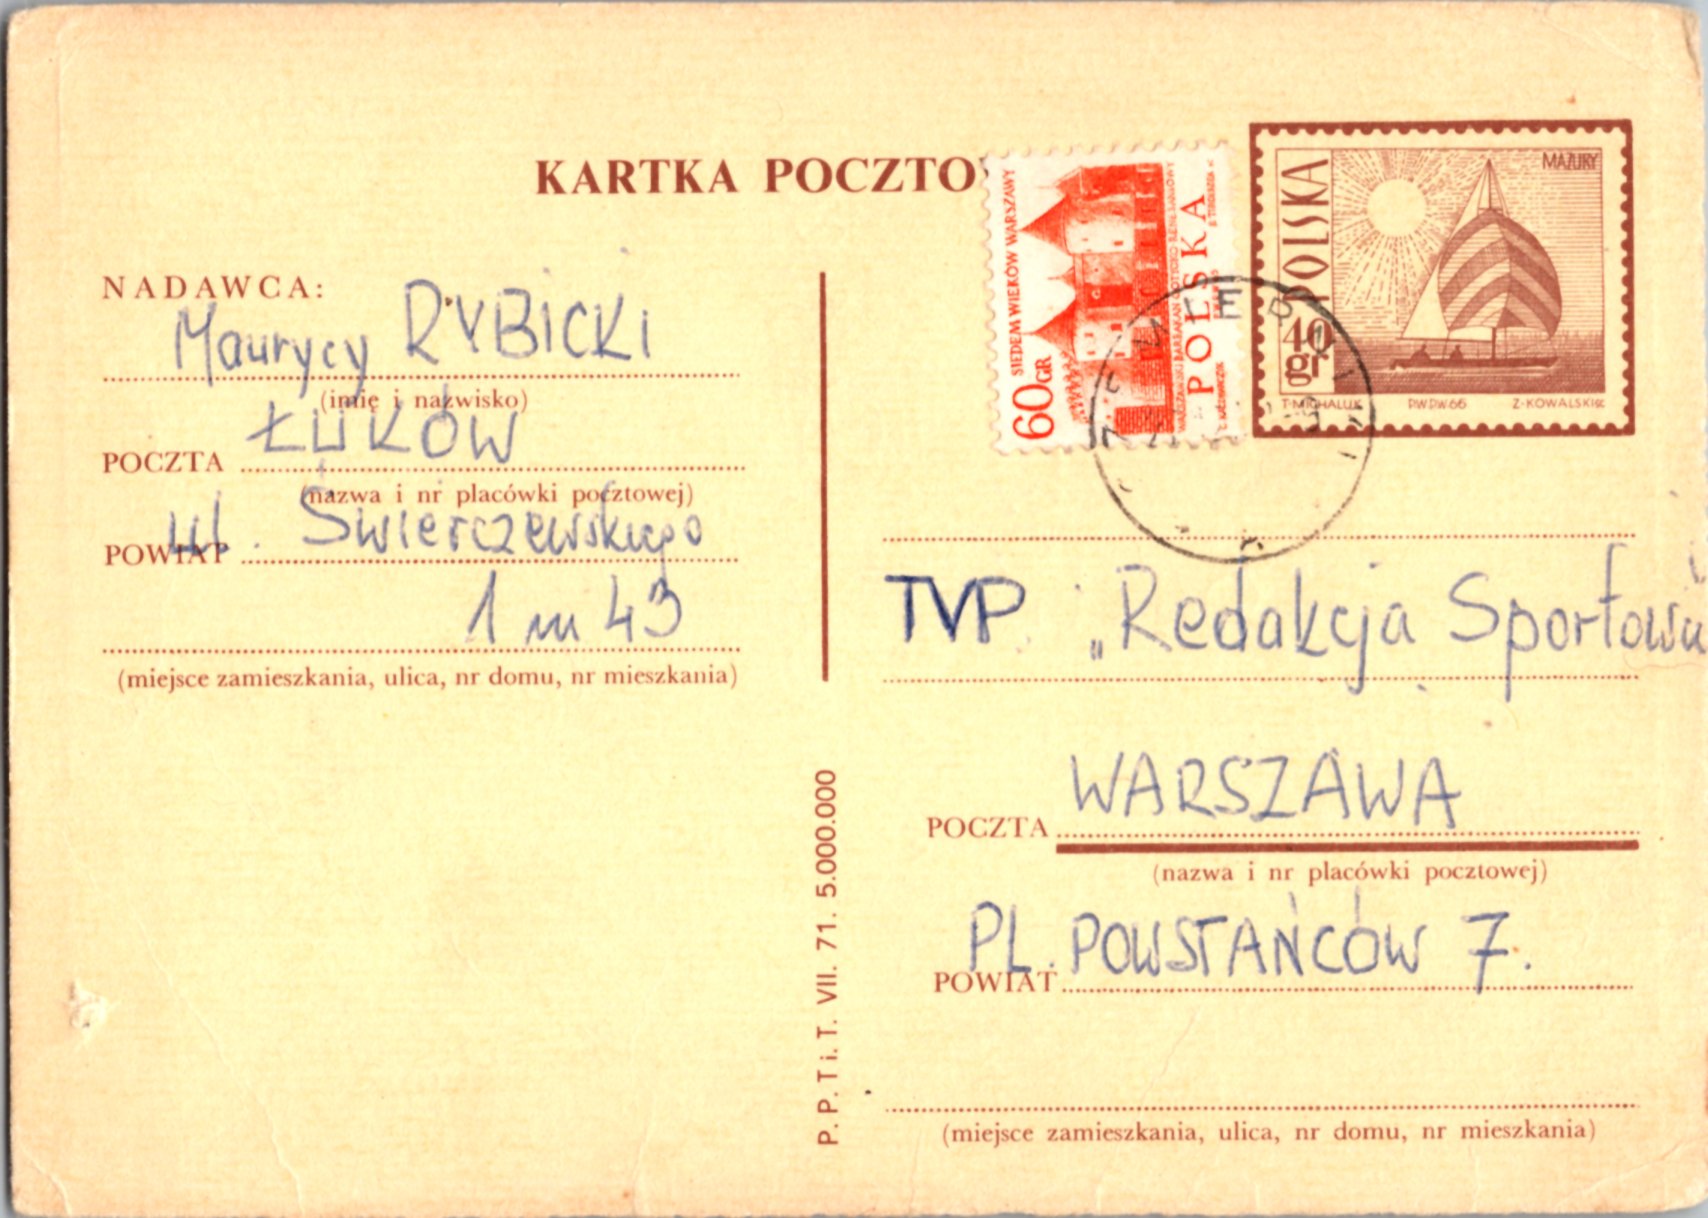 KARTKA POCZTO
SIEDEM WIEKÓW WARSZAWY
60 GR
POLSKA
POLSKA
MAZURY
40 gr
T·MICHALUK P.W.P.W. 66 Z·KOWALSKI sc.
NADAWCA:
Maurycy RYBICKI
(imię i nazwisko)
POCZTA ŁUKÓW
(nazwa i nr placówki pocztowej)
POWIAT ul. Świerczewskiego
1 m 43
(miejsce zamieszkania, ulica, nr domu, nr mieszkania)
TVP „Redakcja Sportowa
POCZTA WARSZAWA
(nazwa i nr placówki pocztowej)
POWIAT PL. POWSTAŃCÓW 7.
(miejsce zamieszkania, ulica, nr domu, nr mieszkania)
P. P. T i. T. VII. 71. 5.000.000